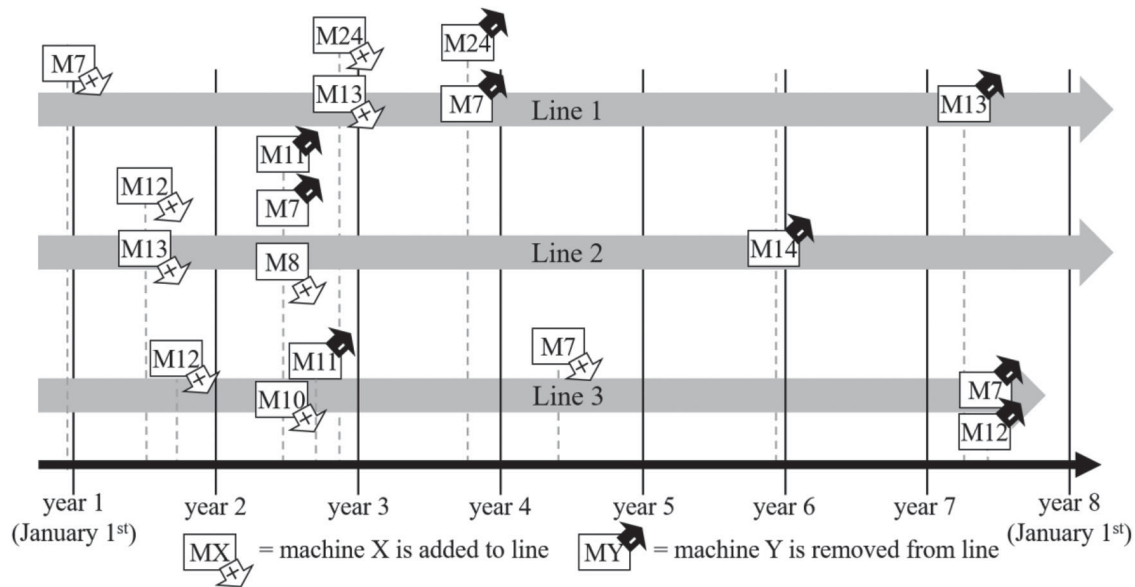 M24 M24
M7
M13 M7 Line 1 M13
M11
M12 M7
M13 M8 Line 2 M14
M12 M11 M7
M10 Line 3 M7
M12
year 1 year 2 year 3 year 4 year 5 year 6 year 7 year 8
(January 1st) (January 1st)
MX = machine X is added to line MY = machine Y is removed from line